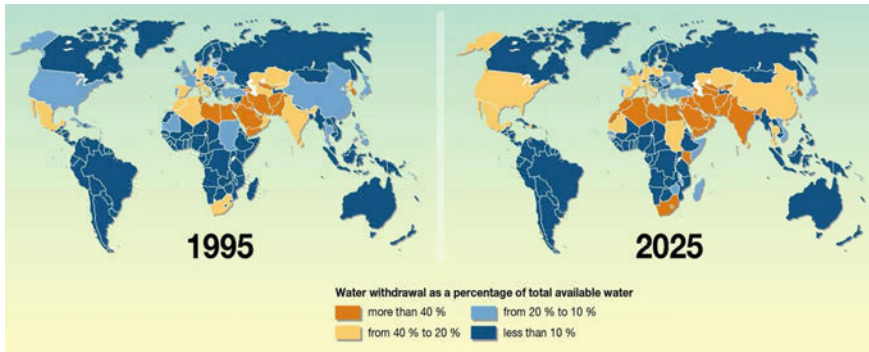 1995
2025
Water withdrawal as a percentage of total available water
more than 40 %
from 20 % to 10 %
from 40 % to 20 %
less than 10 %